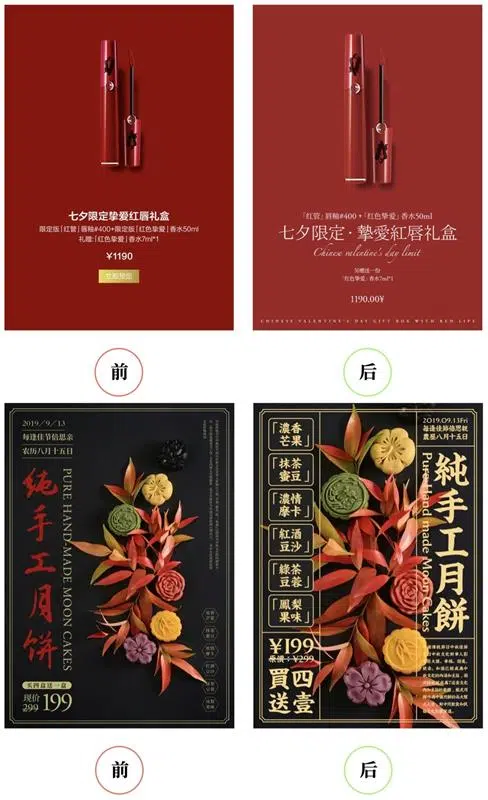 七夕限定挚爱红唇礼盒
限定版「红管」唇釉#400+限定版「红色挚爱」香水50ml
礼赠:「红色挚爱」香水7ml*1
¥1190
「红管」唇釉#400 +「红色挚爱」香水50ml
七夕限定·摯愛紅唇礼盒
Chinese valentine's day limit
另赠送一份
「红色挚爱」香水7ml*1
1190.00¥
CHINESE VALENTINE'S DAY GIFT BOX WITH RED LIPS
前
后
2019/9/13
每逢佳节倍思亲
农历八月十五日
纯手工月饼
PURE HAND-MADE MOON CAKES
买四盒送一盒
现价
299
199
「濃香芒果」
「抹茶蜜豆」
「濃情摩卡」
「紅酒豆沙」
「綠茶豆蓉」
「鳳梨果味」
2019.09.13Fri
每逢佳節倍思親
農歷八月十五日
純手工月餅
Pure Hand made Moon Cakes
¥199
原價:¥299
買四送壹
前
后